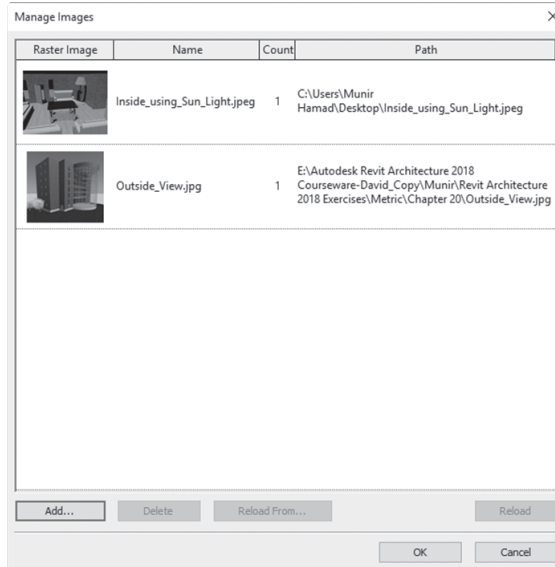 Manage Images
Raster Image Name Count Path
Inside_using_Sun_Light.jpeg 1 C:\Users\Munir
Hamad\Desktop\Inside_using_Sun_Light.jpeg
Outside_View.jpg 1 E:\Autodesk Revit Architecture 2018
Courseware-David_Copy\Munir\Revit Architecture
2018 Exercises\Metric\Chapter 20\Outside_View.jpg
Add... Delete Reload From... Reload
OK Cancel